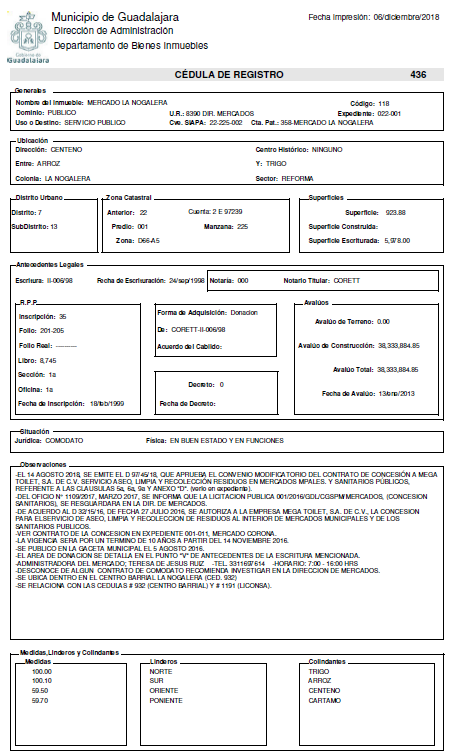 Municipio de Guadalajara
Fecha Impresión: 06/diciembre/2018
Dirección de Administración
Departamento de Bienes Inmuebles
Gobierno de
Guadalajara
CÉDULA DE REGISTRO 436
Generales
Nombre del Inmueble: MERCADO LA NOGALERA Código: 118
Dominio: PUBLICO U.R.: 8390 DIR. MERCADOS Expediente: 022-001
Uso o Destino: SERVICIO PUBLICO Cve. SIAPA: 22-225-002 Cta. Pat.: 358-MERCADO LA NOGALERA
Ubicación
Dirección: CENTENO Centro Histórico: NINGUNO
Entre: ARROZ Y: TRIGO
Colonia: LA NOGALERA Sector: REFORMA
Distrito Urbano Zona Catastral Superficies
Distrito: 7 Anterior: 22 Cuenta: 2 E 97239 Superficie: 923.88
SubDistrito: 13 Predio: 001 Manzana: 225 Superficie Construida:
Zona: D66-A5 Superficie Escriturada: 5,978.00
Antecedentes Legales
Escritura: II-006/98 Fecha de Escrituración: 24/sep/1998 Notaría: 000 Notario Titular: CORETT
R.P.P. Avalúos
Inscripción: 35 Forma de Adquisición: Donacion
Avalúo de Terreno: 0.00
Folio: 201-205 De: CORETT-II-006/98
Folio Real: ---------- Acuerdo del Cabildo: Avalúo de Construcción: 38,333,884.85
Libro: 8,745
Avalúo Total: 38,333,884.85
Sección: 1a
Oficina: 1a Decreto: 0
Fecha de Avalúo: 13/ene/2013
Fecha de Inscripción: 18/feb/1999 Fecha de Decreto:
Situación
Jurídica: COMODATO Física: EN BUEN ESTADO Y EN FUNCIONES
Observaciones
-EL 14 AGOSTO 2018, SE EMITE EL D 97/45/18, QUE APRUEBA EL CONVENIO MODIFICATORIO DEL CONTRATO DE CONCESIÓN A MEGA
TOILET, S.A. DE C.V. SERVICIO ASEO, LIMPIA Y RECOLECCIÓN RESIDUOS EN MERCADOS MPALES. Y SANITARIOS PÚBLICOS,
REFERENTE A LAS CLAUSULAS 5a, 6a, 9a Y ANEXO "D". (verlo en expediente).
-DEL OFICIO N° 1109/2017, MARZO 2017, SE INFORMA QUE LA LICITACION PUBLICA 001/2016/GDL/CGSPM/MERCADOS, (CONCESION
SANITARIOS), SE RESGUARDARA EN LA DIR. DE MERCADOS.
-DE ACUERDO AL D 33/15/16, DE FECHA 27 JULIO 2016, SE AUTORIZA A LA EMPRESA MEGA TOILET, S.A. DE C.V., LA CONCESION
PARA ELSERVICIO DE ASEO, LIMPIA Y RECOLECCION DE RESIDUOS AL INTERIOR DE MERCADOS MUNICIPALES Y DE LOS
SANITARIOS PUBLICOS.
-VER CONTRATO DE LA CONCESION EN EXPEDIENTE 001-011, MERCADO CORONA.
-LA VIGENCIA SERA POR UN TERMINO DE 10 AÑOS A PARTIR DEL 14 NOVIEMBRE 2016.
-SE PUBLICO EN LA GACETA MUNICIPAL EL 5 AGOSTO 2016.
-EL AREA DE DONACION SE DETALLA EN EL PUNTO "V" DE ANTECEDENTES DE LA ESCRITURA MENCIONADA.
-ADMINISTRADORA DEL MERCADO; TERESA DE JESUS RUIZ -TEL. 3311697614 -HORARIO: 7:00 - 16:00 HRS
-DESCONOCE DE ALGUN CONTRATO DE COMODATO RECOMIENDA INVESTIGAR EN LA DIRECCION DE MERCADOS.
-SE UBICA DENTRO EN EL CENTRO BARRIAL LA NOGALERA (CED. 932)
-SE RELACIONA CON LAS CEDULAS # 932 (CENTRO BARRIAL) Y # 1191 (LICONSA).
Medidas,Linderos y Colindantes
Medidas Linderos Colindantes
100.00 NORTE TRIGO
100.10 SUR ARROZ
59.50 ORIENTE CENTENO
59.70 PONIENTE CARTAMO